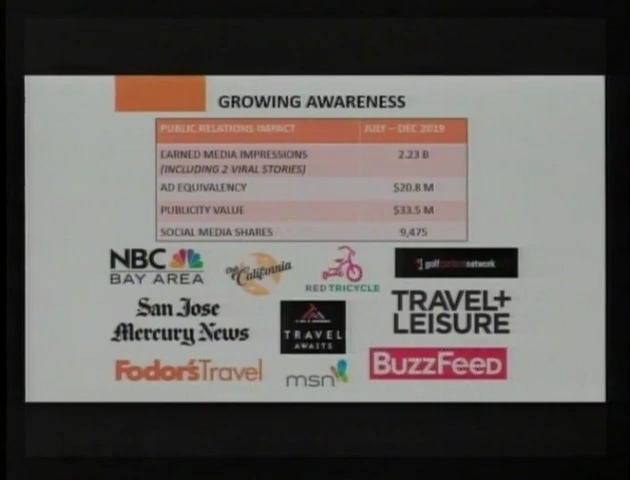 GROWING AWARENESS
PUBLIC RELATIONS IMPACT JULY – DEC 2019
EARNED MEDIA IMPRESSIONS 2.23 B
(INCLUDING 2 VIRAL STORIES)
AD EQUIVALENCY $20.8 M
PUBLICITY VALUE $33.5 M
SOCIAL MEDIA SHARES 9,475
NBC
BAY AREA
California
RED TRICYCLE
golf network
San Jose
Mercury News
TRAVEL
AWAITS
TRAVEL+
LEISURE
Fodor'sTravel
msn
BUZZFEED